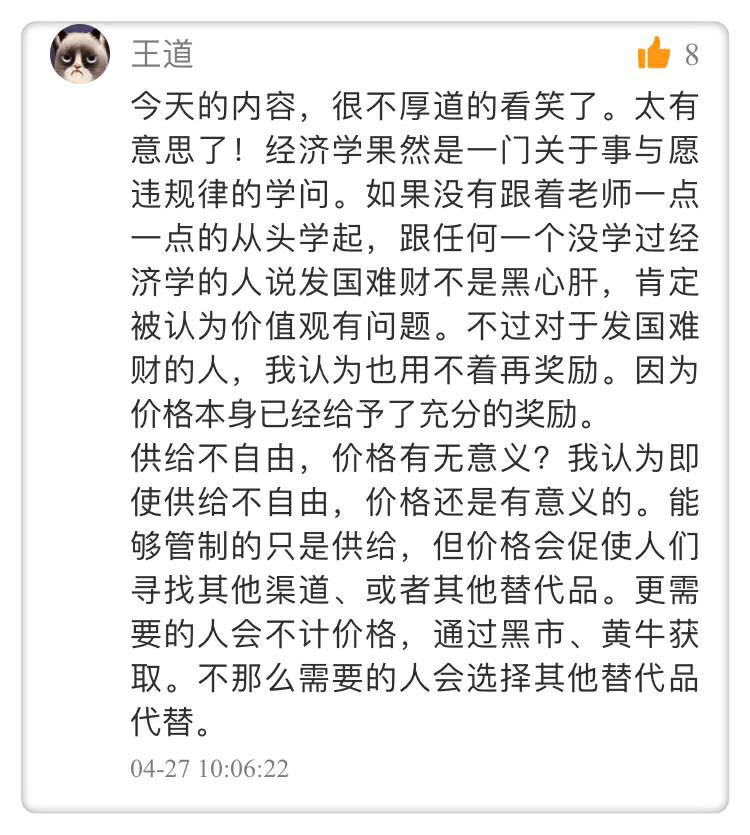 王道
8
今天的内容，很不厚道的看笑了。太有
意思了！经济学果然是一门关于事与愿
违规律的学问。如果没有跟着老师一点
一点的从头学起，跟任何一个没学过经
济学的人说发国难财不是黑心肝，肯定
被认为价值观有问题。不过对于发国难
财的人，我认为也用不着再奖励。因为
价格本身已经给予了充分的奖励。
供给不自由，价格有无意义？我认为即
使供给不自由，价格还是有意义的。能
够管制的只是供给，但价格会促使人们
寻找其他渠道、或者其他替代品。更需
要的人会不计价格，通过黑市、黄牛获
取。不那么需要的人会选择其他替代品
代替。
04-27 10:06:22